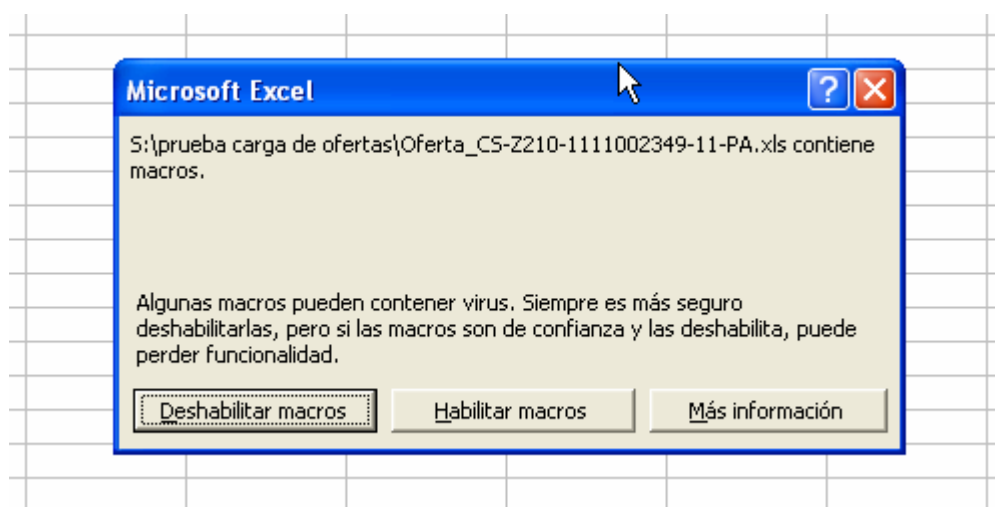 Microsoft Excel
S:\prueba carga de ofertas\Oferta_CS-Z210-1111002349-11-PA.xls contiene
macros.
Algunas macros pueden contener virus. Siempre es más seguro
deshabilitarlas, pero si las macros son de confianza y las deshabilita, puede
perder funcionalidad.
Deshabilitar macros Habilitar macros Más información